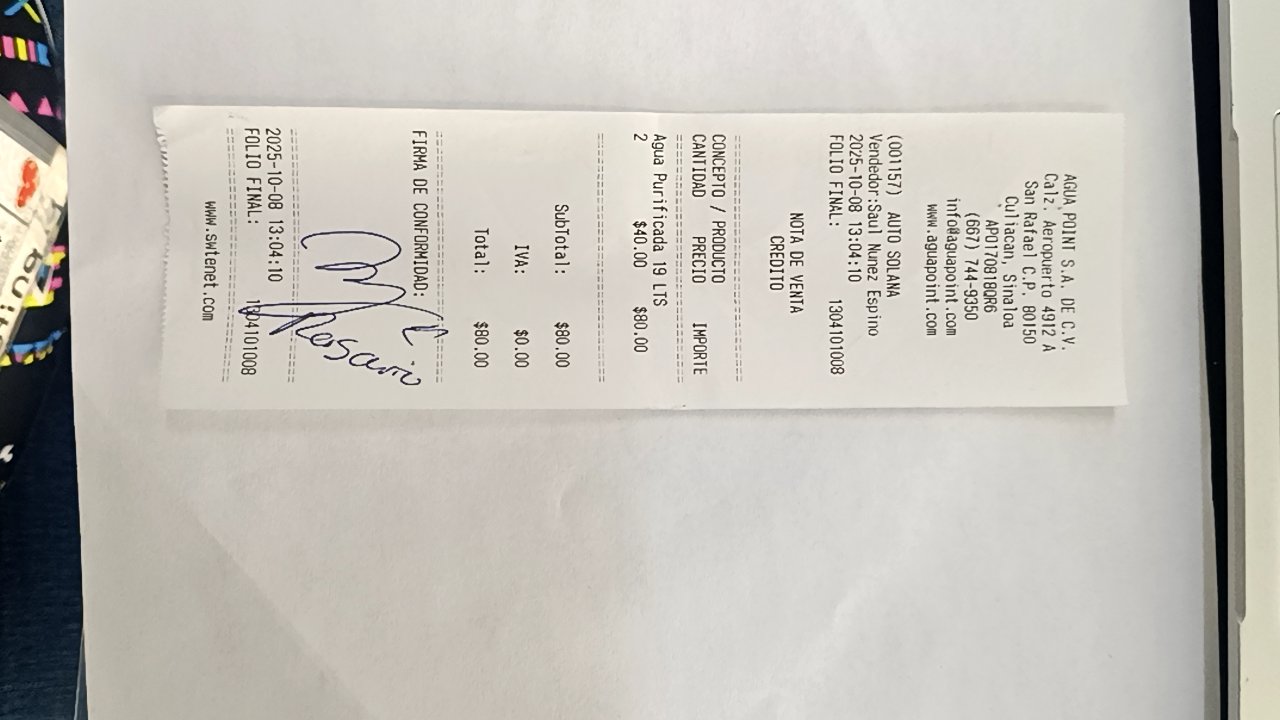 AGUA POINT S.A. DE C.V.
Calz. Aeropuerto 4912 A
San Rafael C.P. 80150
Culiacan, Sinaloa
APO170818QR6
(667) 744-9350
info@aguapoint.com
www.aguapoint.com
(001157) AUTO SOLANA
Vendedor:Saul Nunez Espino
2025-10-08 13:04:10
FOLIO FINAL: 1304101008
NOTA DE VENTA
CREDITO
CONCEPTO / PRODUCTO
CANTIDAD PRECIO IMPORTE
Agua Purificada 19 LTS
2 $40.00 $80.00
SubTotal: $80.00
IVA: $0.00
Total: $80.00
FIRMA DE CONFORMIDAD:
Rosario
2025-10-08 13:04:10
FOLIO FINAL: 1304101008
www.swtenet.com